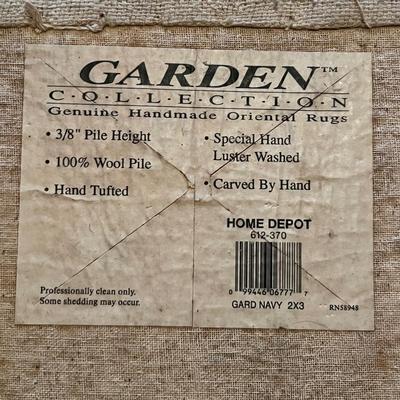 GARDEN™
C·O·L·L·E·C·T·I·O·N
Genuine Handmade Oriental Rugs
• 3/8" Pile Height
• 100% Wool Pile
• Hand Tufted
• Special Hand
Luster Washed
• Carved By Hand
HOME DEPOT
612-370
0 99446 06777 7
GARD NAVY 2X3
Professionally clean only.
Some shedding may occur.
RN58948